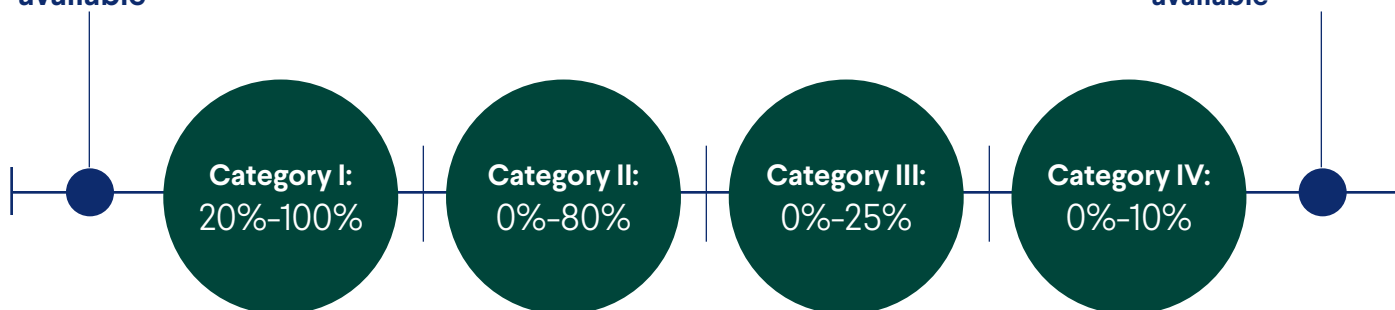 available
available
Category I:
20%-100%
Category II:
0%-80%
Category III:
0%-25%
Category IV:
0%-10%